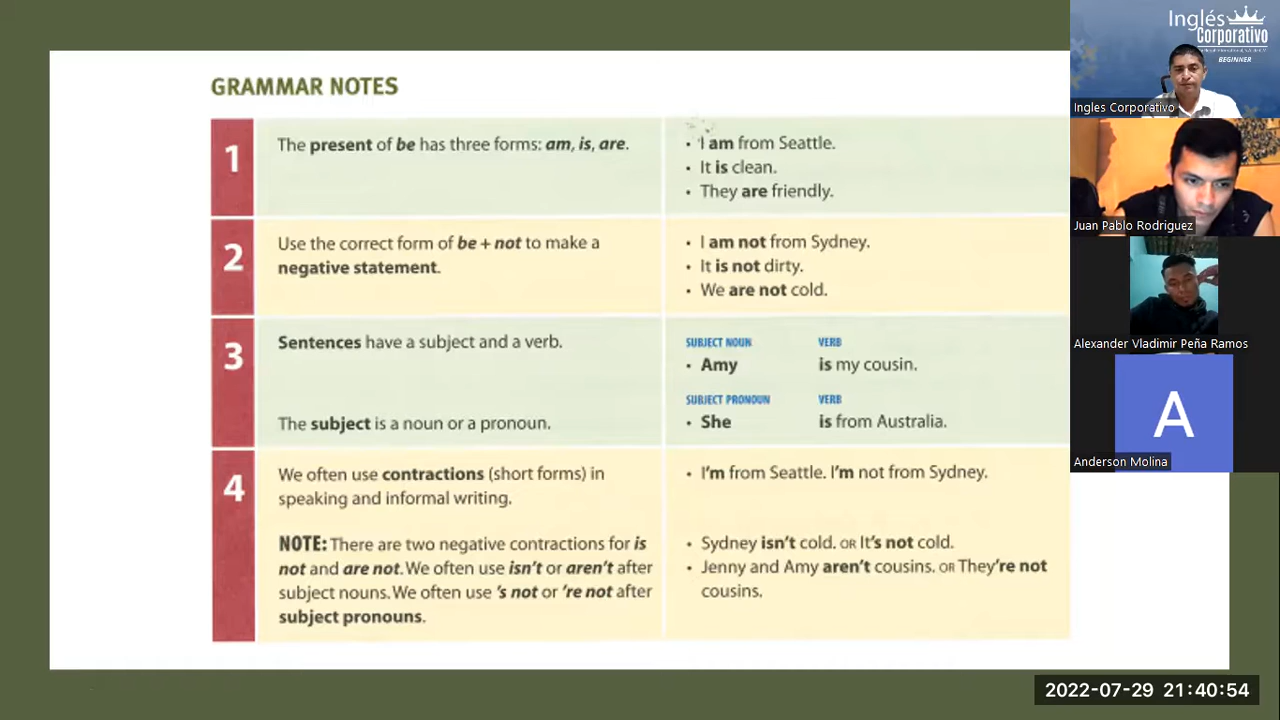 GRAMMAR NOTES
1
The present of be has three forms: am, is, are.
• I am from Seattle.
• It is clean.
• They are friendly.
2
Use the correct form of be + not to make a
negative statement.
• I am not from Sydney.
• It is not dirty.
• We are not cold.
3
Sentences have a subject and a verb.
SUBJECT NOUN VERB
• Amy is my cousin.
SUBJECT PRONOUN VERB
The subject is a noun or a pronoun.
• She is from Australia.
4
We often use contractions (short forms) in
speaking and informal writing.
• I'm from Seattle. I'm not from Sydney.
NOTE: There are two negative contractions for is
not and are not. We often use isn't or aren't after
subject nouns. We often use 's not or 're not after
subject pronouns.
• Sydney isn't cold. OR It's not cold.
• Jenny and Amy aren't cousins. OR They're not
cousins.
Inglés
Corporativo
BEGINNER
Ingles Corporativo
Juan Pablo Rodriguez
Alexander Vladimir Peña Ramos
A
Anderson Molina
2022-07-29 21:40:54